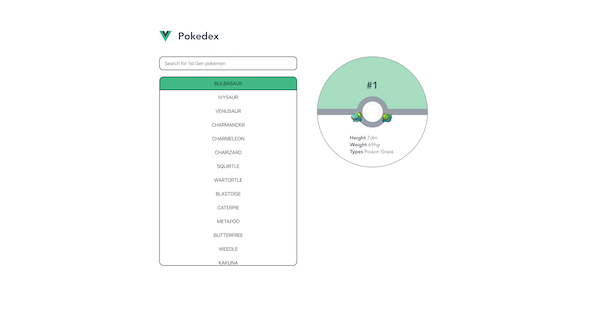 Pokedex
Search for 1st Gen pokemon
BULBASAUR
IVYSAUR
VENUSAUR
CHARMANDER
CHARMELEON
CHARIZARD
SQUIRTLE
WARTORTLE
BLASTOISE
CATERPIE
METAPOD
BUTTERFREE
WEEDLE
KAKUNA
#1
Height 7dm
Weight 69hg
Types Poison Grass